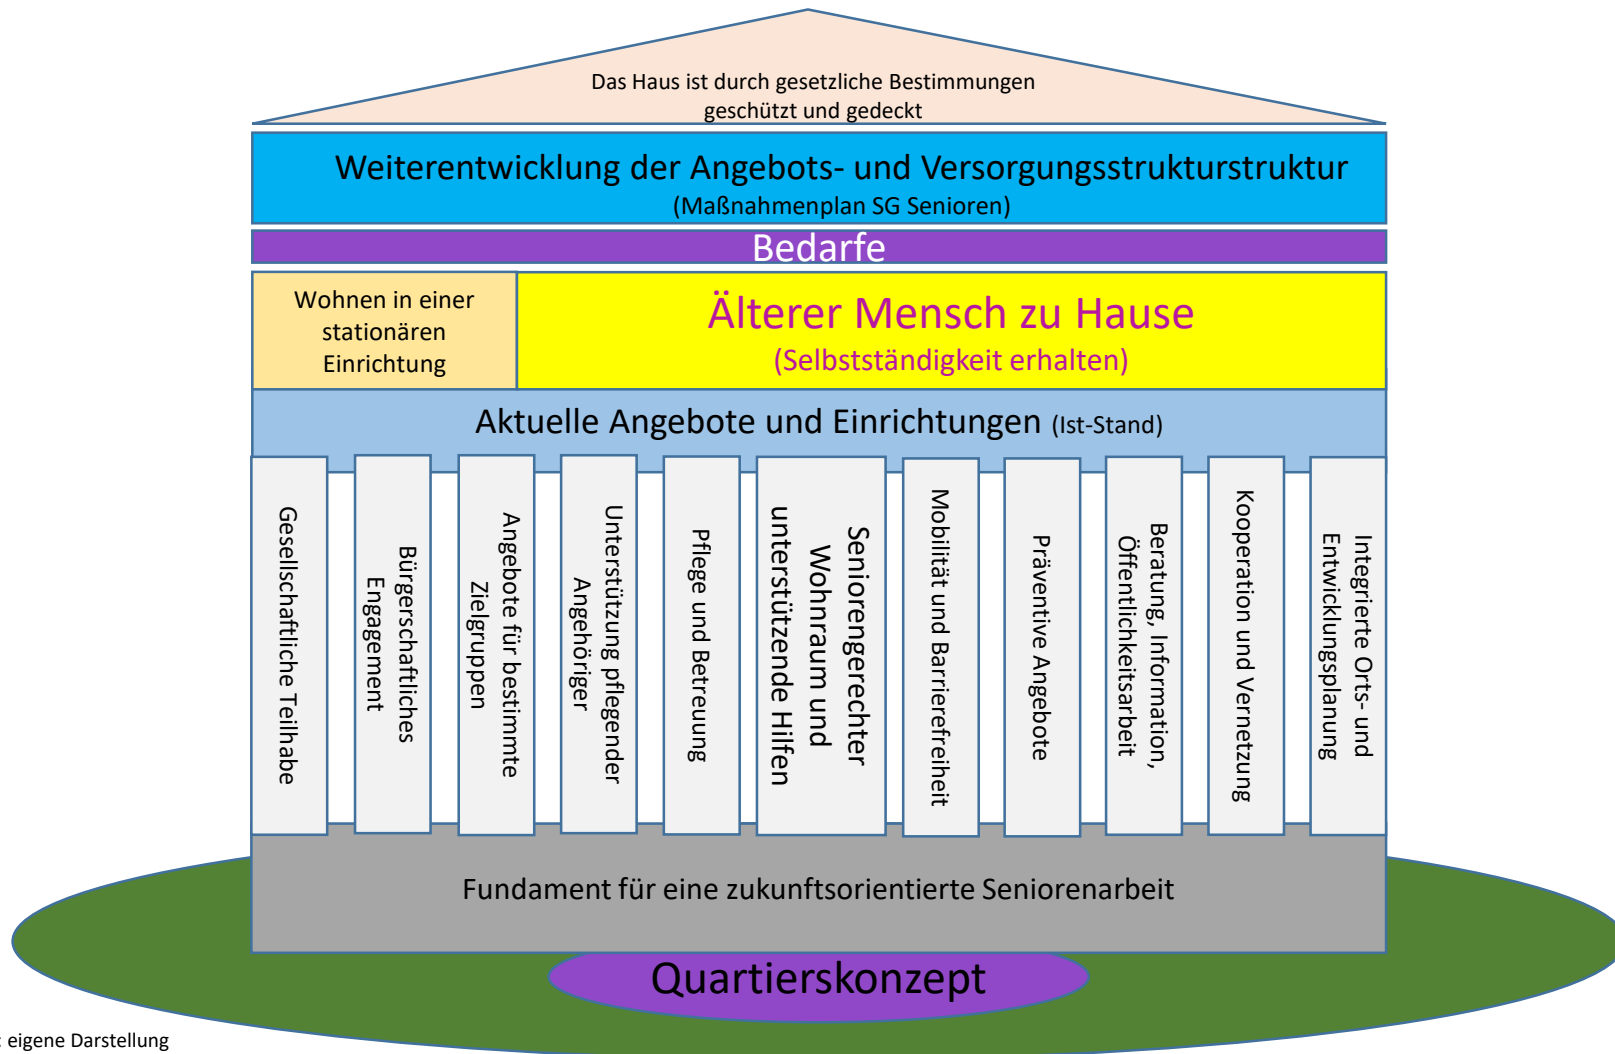 Das Haus ist durch gesetzliche Bestimmungen
geschützt und gedeckt
Weiterentwicklung der Angebots- und Versorgungsstrukturstruktur
(Maßnahmenplan SG Senioren)
Bedarfe
Wohnen in einer
stationären
Einrichtung
Älterer Mensch zu Hause
(Selbstständigkeit erhalten)
Aktuelle Angebote und Einrichtungen (Ist-Stand)
Gesellschaftliche Teilhabe
Bürgerschaftliches
Engagement
Angebote für bestimmte
Zielgruppen
Unterstützung pflegender
Angehöriger
Pflege und Betreuung
Seniorengerechter
Wohnraum und
unterstützende Hilfen
Mobilität und Barrierefreiheit
Präventive Angebote
Beratung, Information,
Öffentlichkeitsarbeit
Kooperation und Vernetzung
Integrierte Orts- und
Entwicklungsplanung
Fundament für eine zukunftsorientierte Seniorenarbeit
Quartierskonzept
: eigene Darstellung